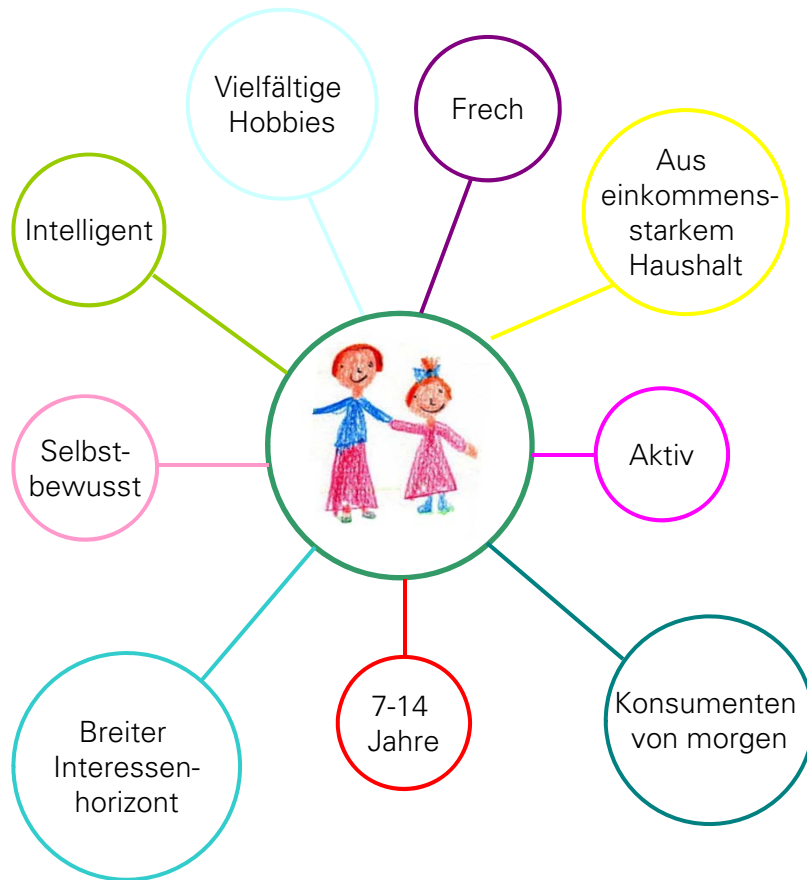 Vielfältige
Hobbies
Frech
Aus
einkommens-
starkem
Haushalt
Intelligent
Selbst-
bewusst
Aktiv
Breiter
Interessen-
horizont
7-14
Jahre
Konsumenten
von morgen